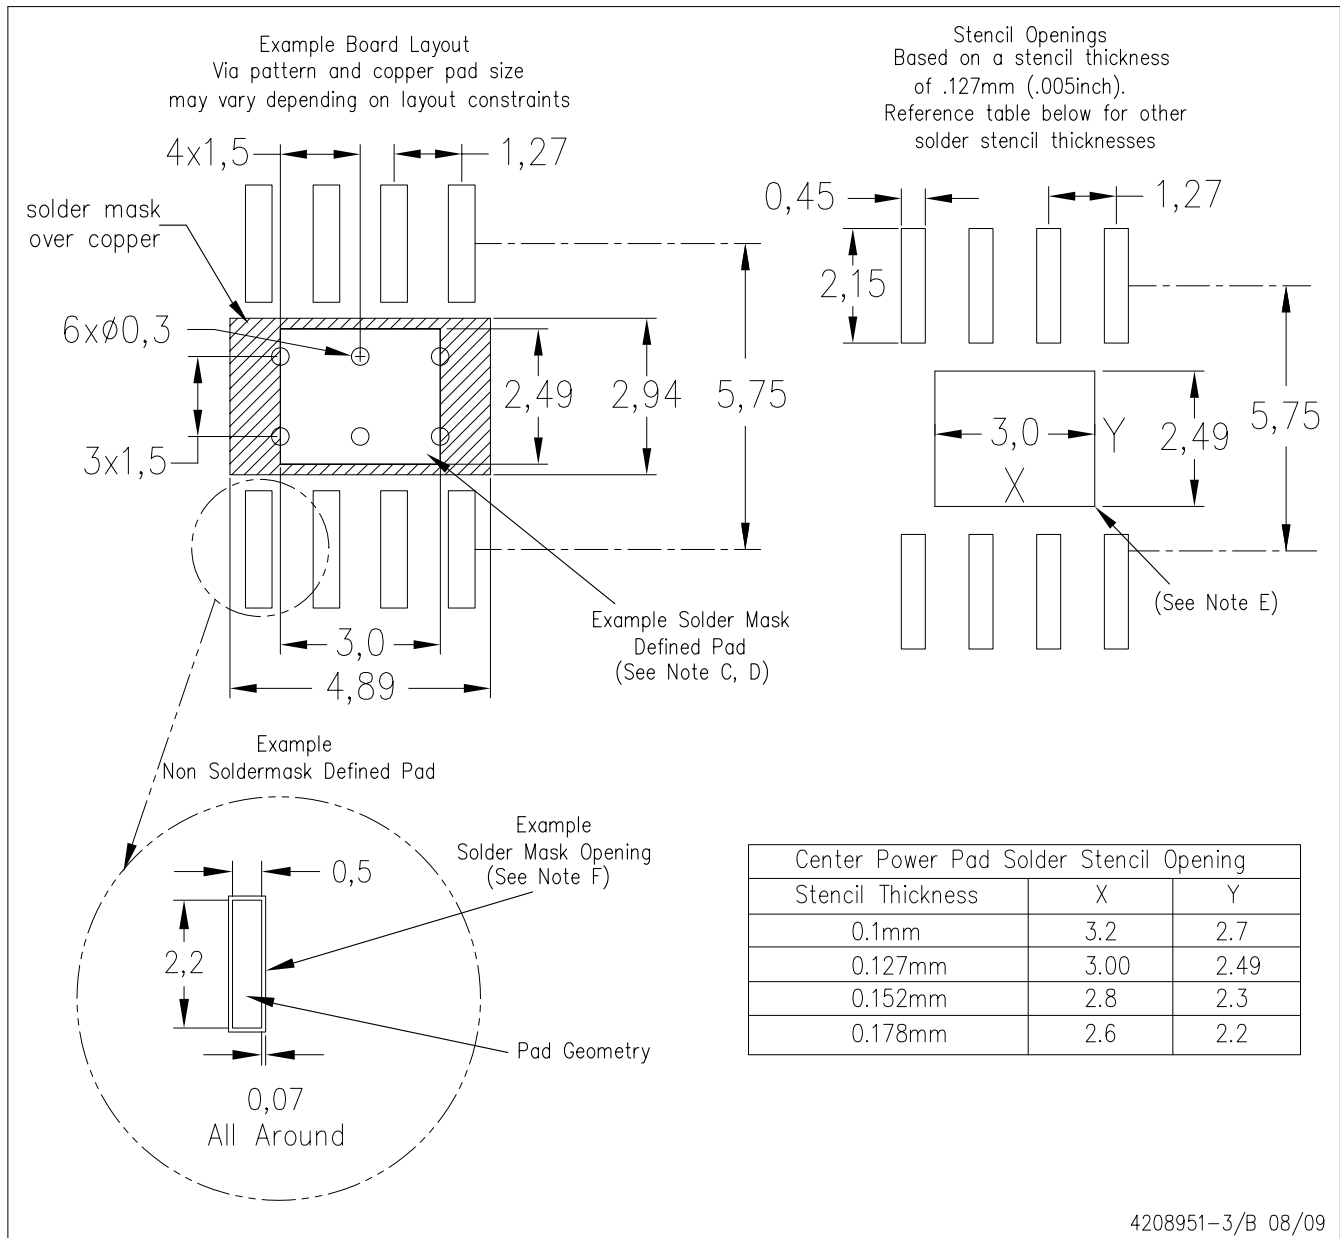 Example Board Layout
Via pattern and copper pad size
may vary depending on layout constraints
4x1,5
1,27
solder mask
over copper
6xø0,3
3x1,5
2,49
2,94
5,75
3,0
4,89
Example Solder Mask
Defined Pad
(See Note C, D)
Stencil Openings
Based on a stencil thickness
of .127mm (.005inch).
Reference table below for other
solder stencil thicknesses
0,45
1,27
2,15
3,0
X
Y
2,49
5,75
(See Note E)
Example
Non Soldermask Defined Pad
Example
Solder Mask Opening
(See Note F)
0,5
2,2
Pad Geometry
0,07
All Around
Center Power Pad Solder Stencil Opening
Stencil Thickness X Y
0.1mm 3.2 2.7
0.127mm 3.00 2.49
0.152mm 2.8 2.3
0.178mm 2.6 2.2
4208951-3/B 08/09